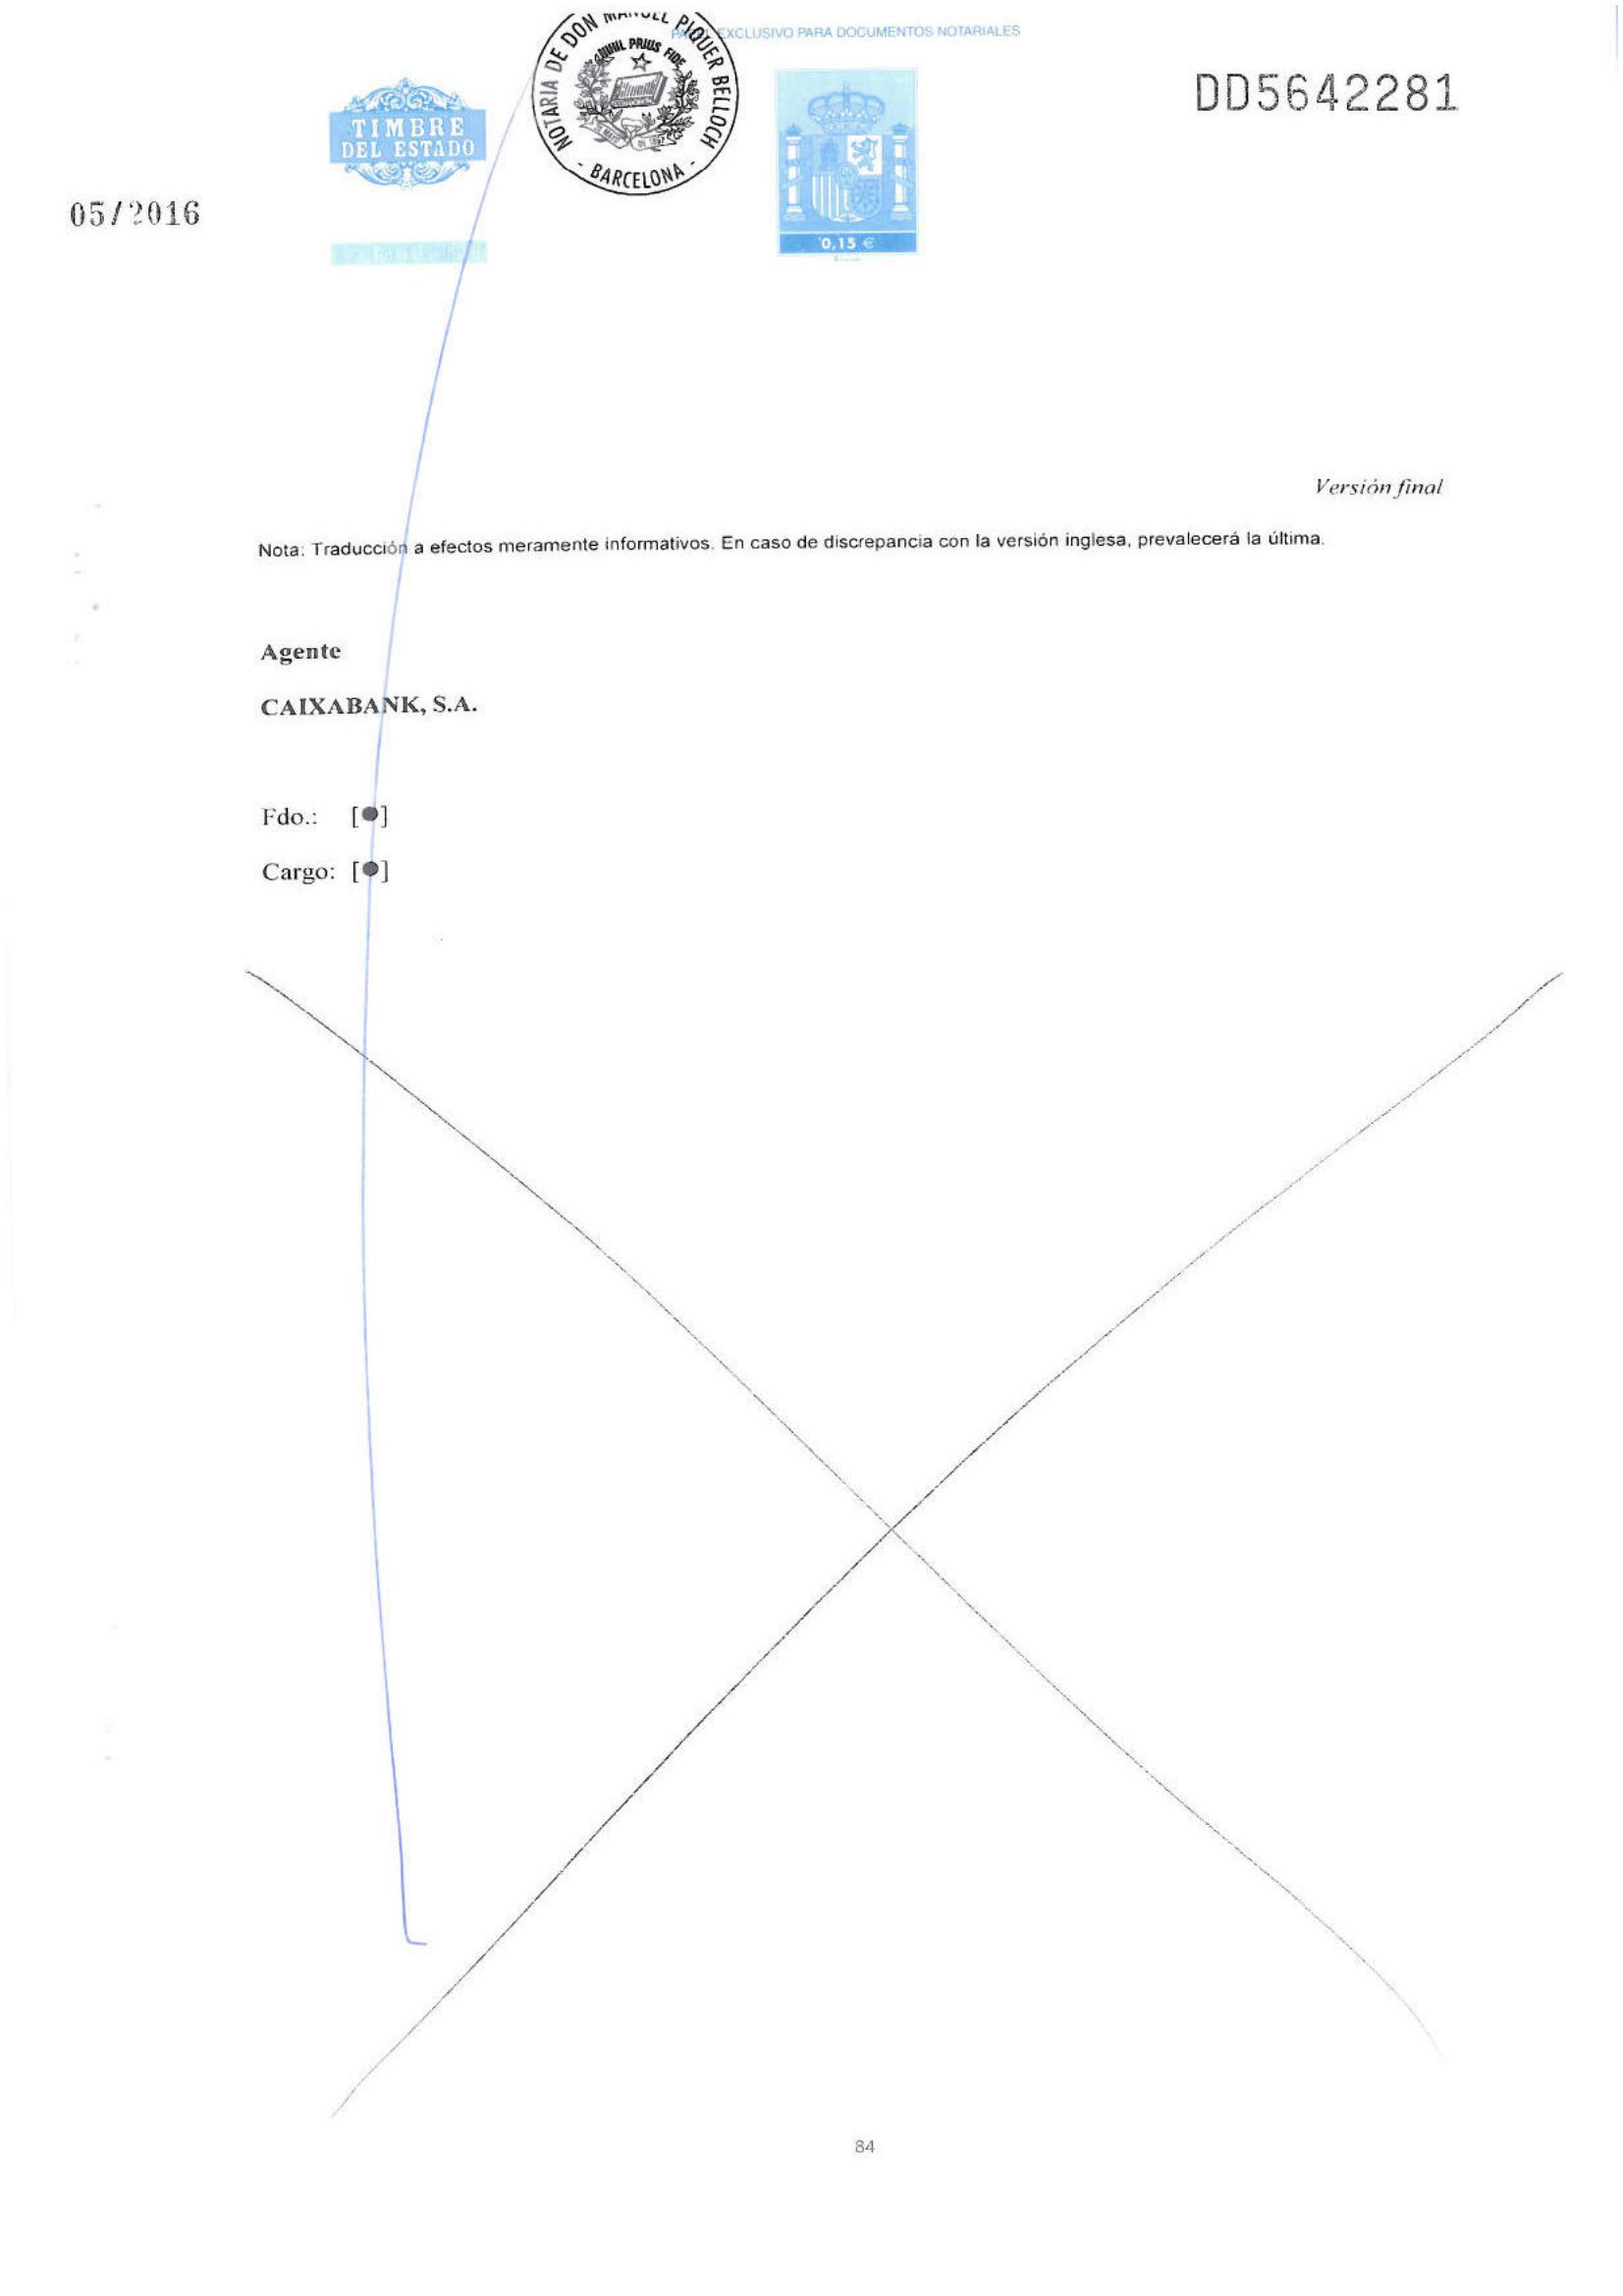 PAPEL EXCLUSIVO PARA DOCUMENTOS NOTARIALES
NOTARIA DE DON MANUEL PIQUER BELLOCH
NIHIL PRIUS FIDE
- BARCELONA -
TIMBRE
DEL ESTADO
0,15 €
DD5642281
05/2016
Versión final
Nota: Traducción a efectos meramente informativos. En caso de discrepancia con la versión inglesa, prevalecerá la última.
Agente
CAIXABANK, S.A.
Fdo.: [●]
Cargo: [●]
84